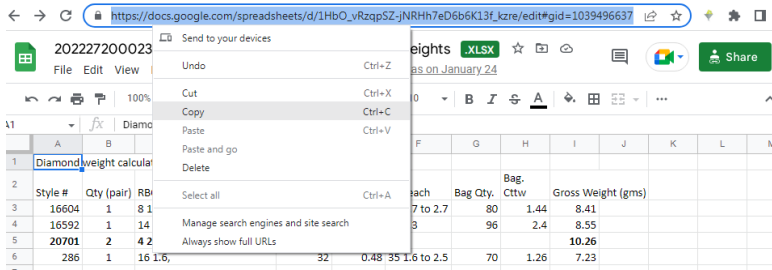 https://docs.google.com/spreadsheets/d/1HbO_vRzqpSZ-jNRHh7eD6b6K13f_kzre/edit#gid=1039496637
202227200023 eights .XLSX
File Edit View as on January 24
Share
Send to your devices
Undo Ctrl+Z
Cut Ctrl+X
Copy Ctrl+C
Paste Ctrl+V
Paste and go
Delete
Select all Ctrl+A
Manage search engines and site search
Always show full URLs
100% 10 B I S A
A1 fx Diamo
A B F G H I J K L
1 Diamond weight calculat
2 Style # Qty (pair) RBC each Bag Qty. Bag. Cttw Gross Weight (gms)
3 16604 1 8 1 7 to 2.7 80 1.44 8.41
4 16592 1 14 3 96 2.4 8.55
5 20701 2 4 2 10.26
6 286 1 16 1.6, 32 0.48 35 1.6 to 2.5 70 1.26 7.23